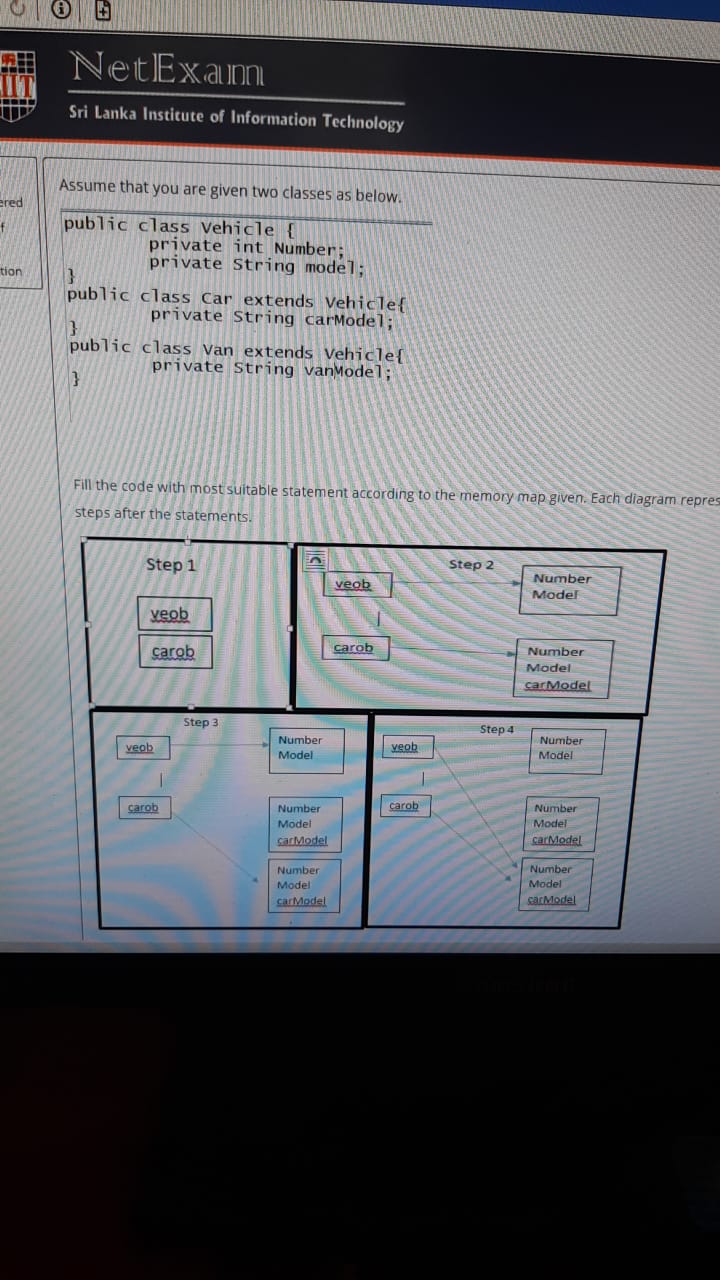 NetExam
IIT
Sri Lanka Institute of Information Technology
ered
f
tion
Assume that you are given two classes as below.
public class Vehicle {
private int Number;
private String model;
}
public class Car extends Vehicle{
private String carModel;
}
public class Van extends Vehicle{
private String vanModel;
}
Fill the code with most suitable statement according to the memory map given. Each diagram repres
steps after the statements.
Step 1
veob
carob
Step 2
veob
Number
Model
carob
Number
Model
carModel
Step 3
veob
Number
Model
carob
Number
Model
carModel
Number
Model
carModel
Step 4
veob
Number
Model
carob
Number
Model
carModel
Number
Model
carModel